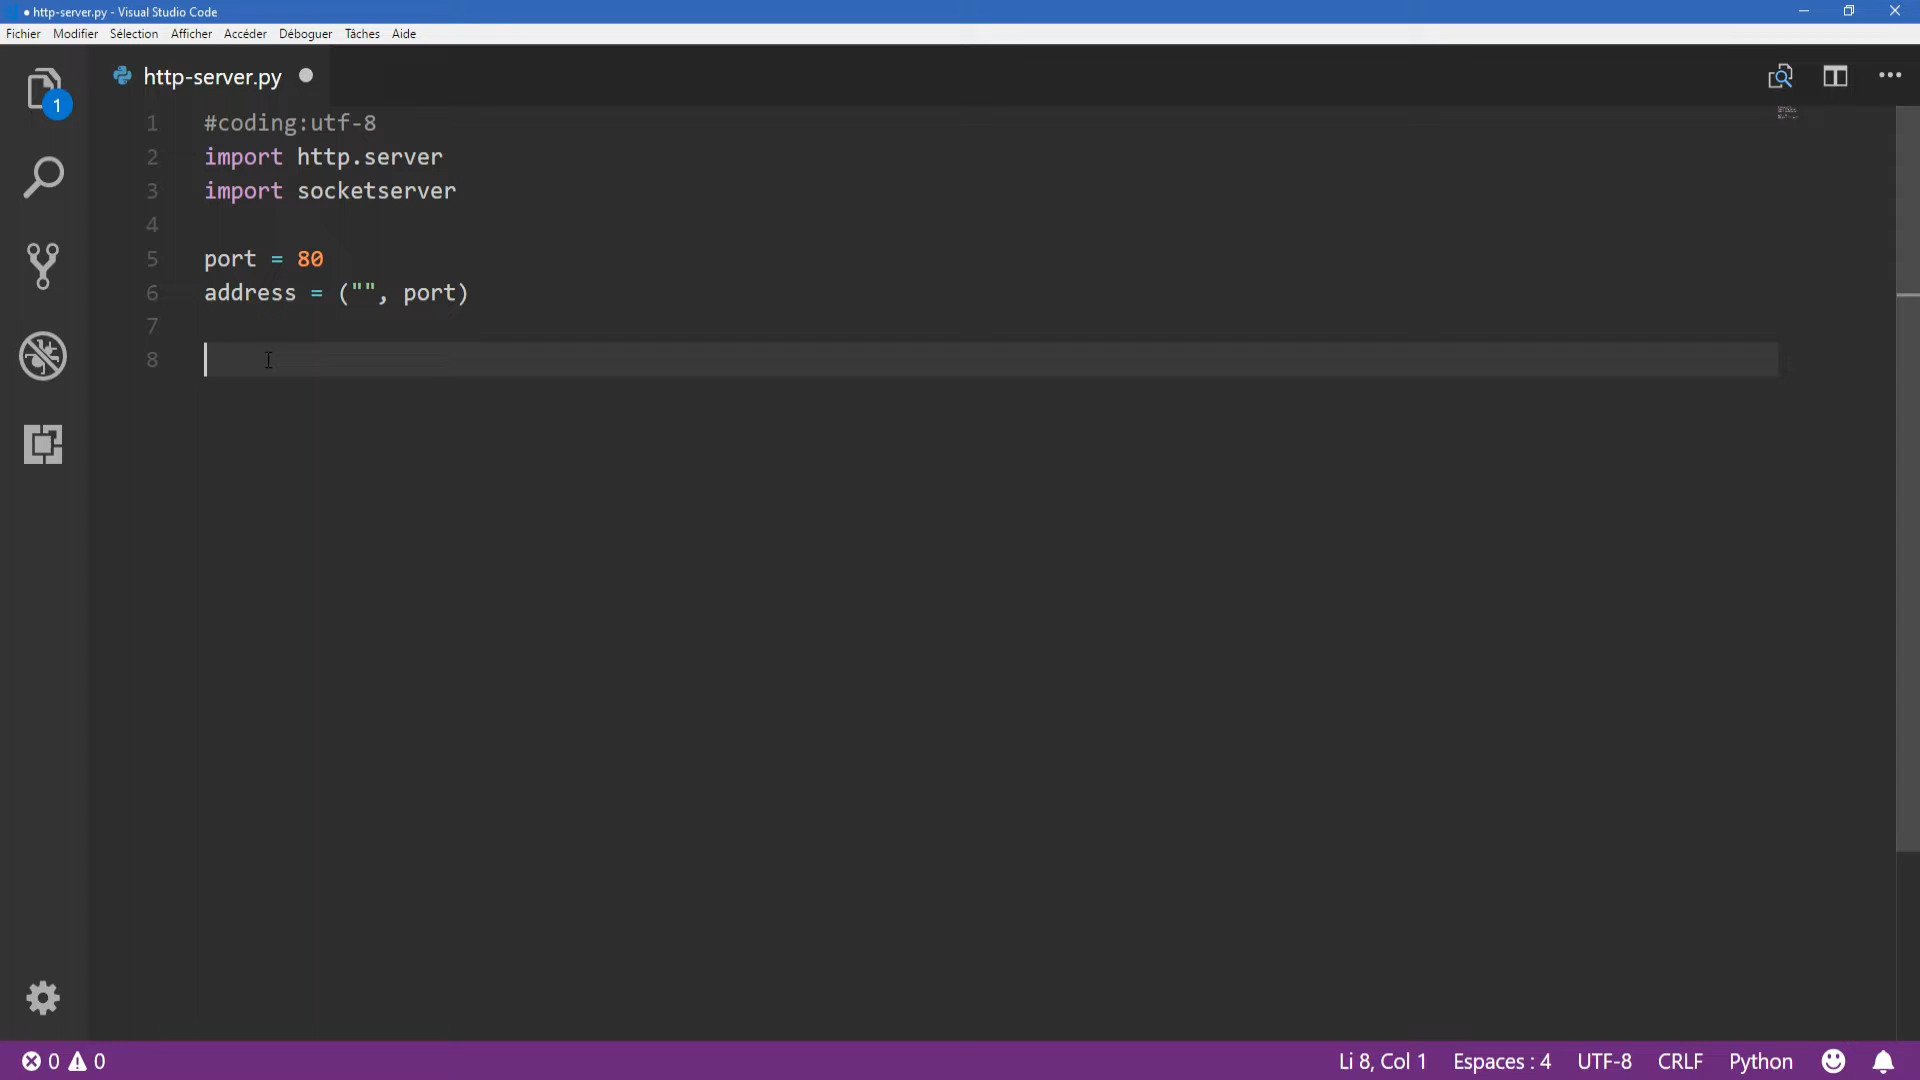 ● http-server.py - Visual Studio Code
Fichier Modifier Sélection Afficher Accéder Déboguer Tâches Aide
1
http-server.py ●
1 #coding:utf-8
2 import http.server
3 import socketserver
4
5 port = 80
6 address = ("", port)
7
8
0 0 Li 8, Col 1 Espaces : 4 UTF-8 CRLF Python